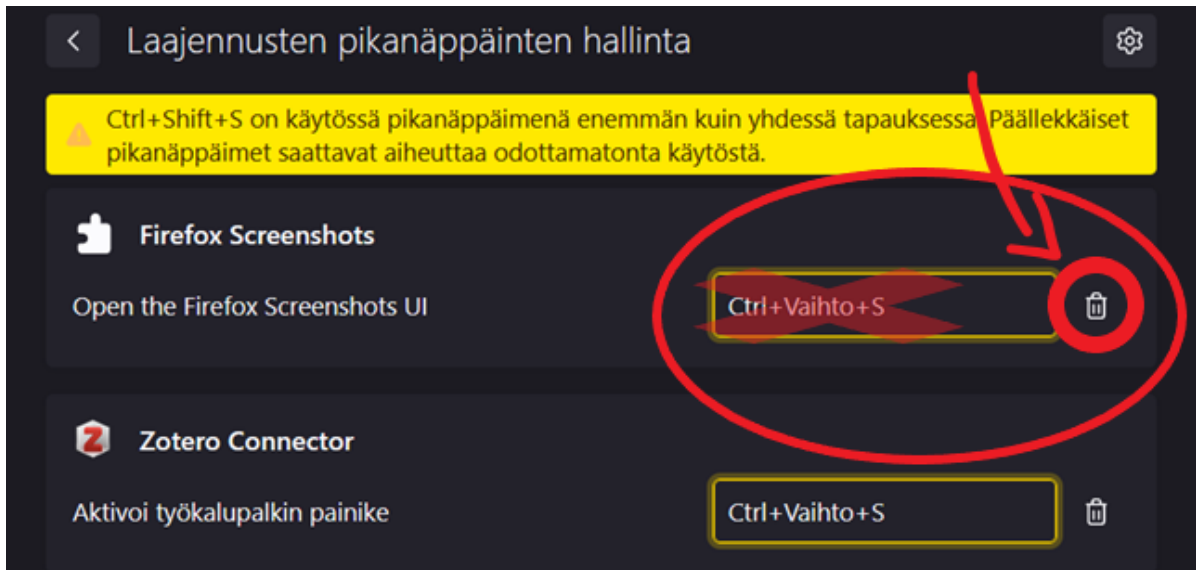 Laajennusten pikanäppäinten hallinta
Ctrl+Shift+S on käytössä pikanäppäimenä enemmän kuin yhdessä tapauksessa. Päällekkäiset
pikanäppäimet saattavat aiheuttaa odottamatonta käytöstä.
Firefox Screenshots
Open the Firefox Screenshots UI
Ctrl+Vaihto+S
Zotero Connector
Aktivoi työkalupalkin painike
Ctrl+Vaihto+S